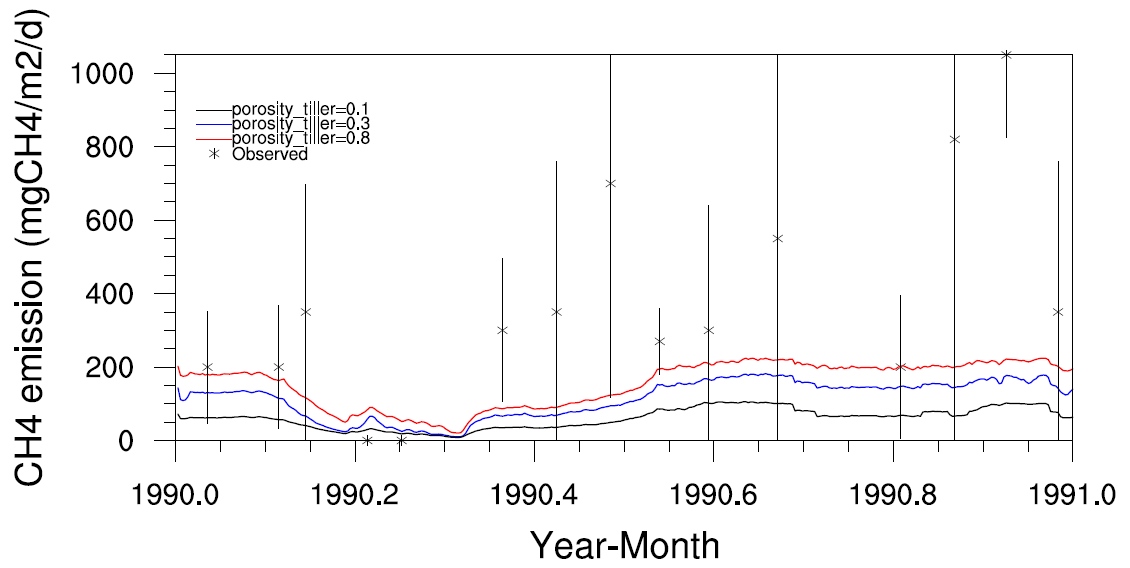 CH4 emission (mgCH4/m2/d)
1000
800
600
400
200
0
porosity_tiller=0.1
porosity_tiller=0.3
porosity_tiller=0.8
Observed
1990.0 1990.2 1990.4 1990.6 1990.8 1991.0
Year-Month